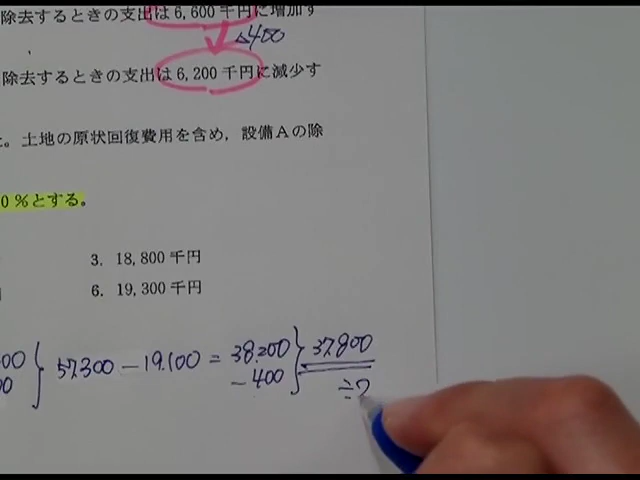 除去するときの支出は6,600千円に増加す
△400
除去するときの支出は6,200千円に減少す
。土地の原状回復費用を含め，設備Ａの除
0％とする。
3. 18,800千円
6. 19,300千円
00 } 57.300 － 19.100 ＝ 38.200 } 37.800
0 －400 ÷2